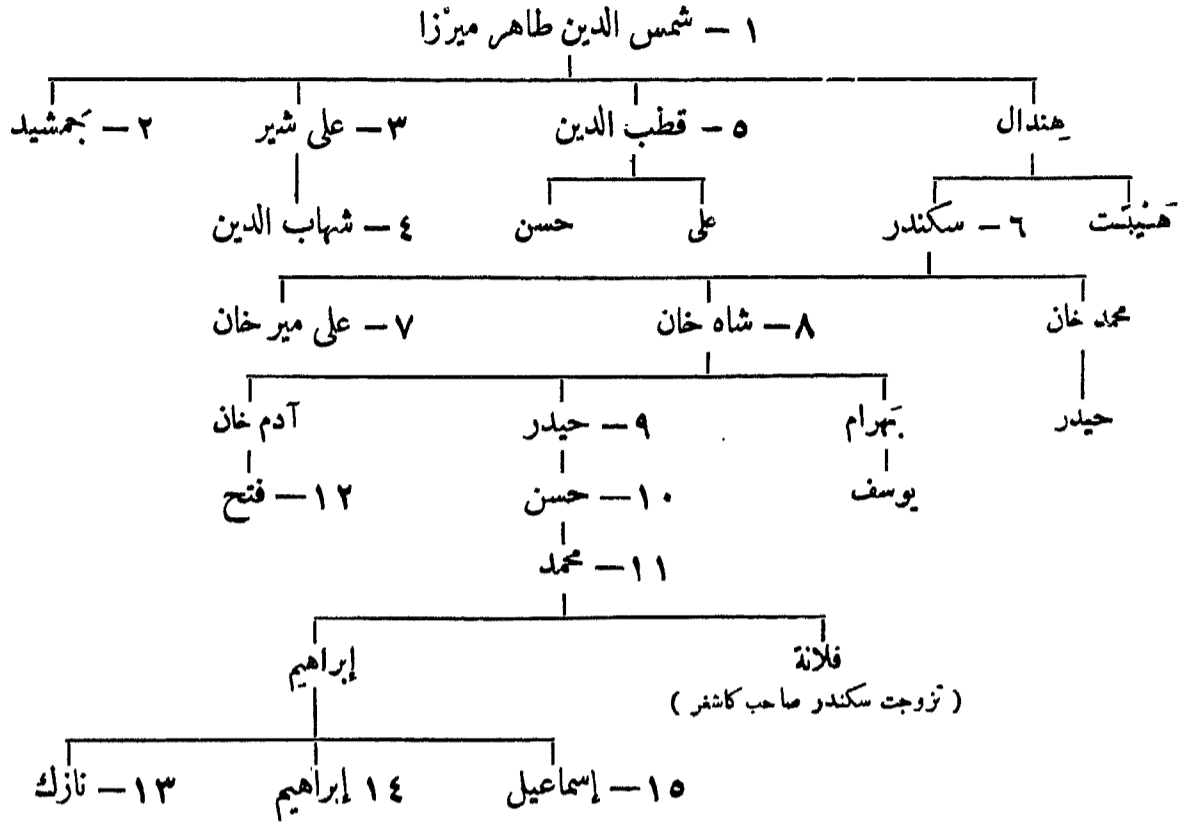 ١ – شمس الدين طاهر ميرزا
هندال ٥ – قطب الدين ٣ – على شير ٢ – جمشيد
هنيبت ٦ – سكندر على حسن ٤ – شهاب الدين
محمد خان ٨ – شاه خان ٧ – على مير خان
حيدر بهرام ٩ – حيدر آدم خان
يوسف ١٠ – حسن ١٢ – فتح
١١ – محمد
فلانة إبراهيم
( تزوجت سكندر صاحب كاشغر )
١٥ – إسماعيل ١٤ إبراهيم ١٣ – نازك